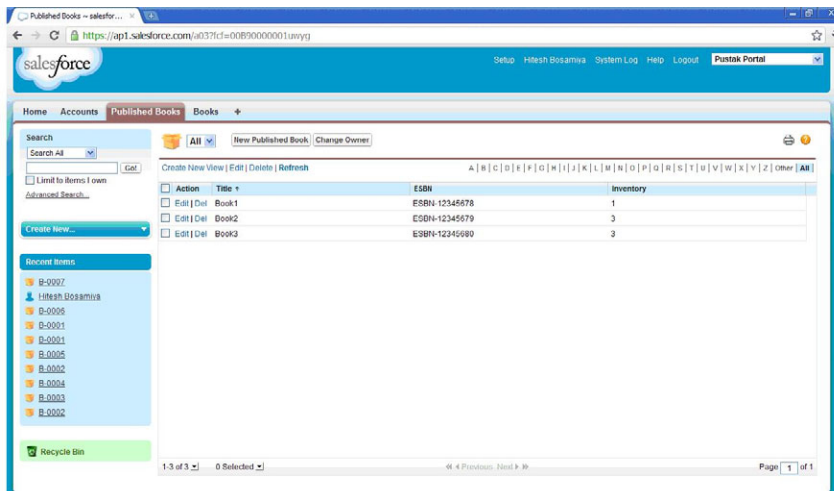 Published Books ~ salesfor...
https://ap1.salesforce.com/a03?fcf=00B90000001uwyg
salesforce
Setup Hitesh Bosamiya System Log Help Logout Pustak Portal
Home Accounts Published Books Books +
Search
Search All
Go!
Limit to items I own
Advanced Search...
Create New...
Recent Items
B-0007
Hitesh Bosamiya
B-0006
B-0001
B-0001
B-0005
B-0002
B-0004
B-0003
B-0002
Recycle Bin
All New Published Book Change Owner
Create New View | Edit | Delete | Refresh
A | B | C | D | E | F | G | H | I | J | K | L | M | N | O | P | Q | R | S | T | U | V | W | X | Y | Z | Other | All
Action Title ↑ ESBN Inventory
Edit | Del Book1 ESBN-12345678 1
Edit | Del Book2 ESBN-12345679 3
Edit | Del Book3 ESBN-12345680 3
1-3 of 3 0 Selected Previous Next Page 1 of 1